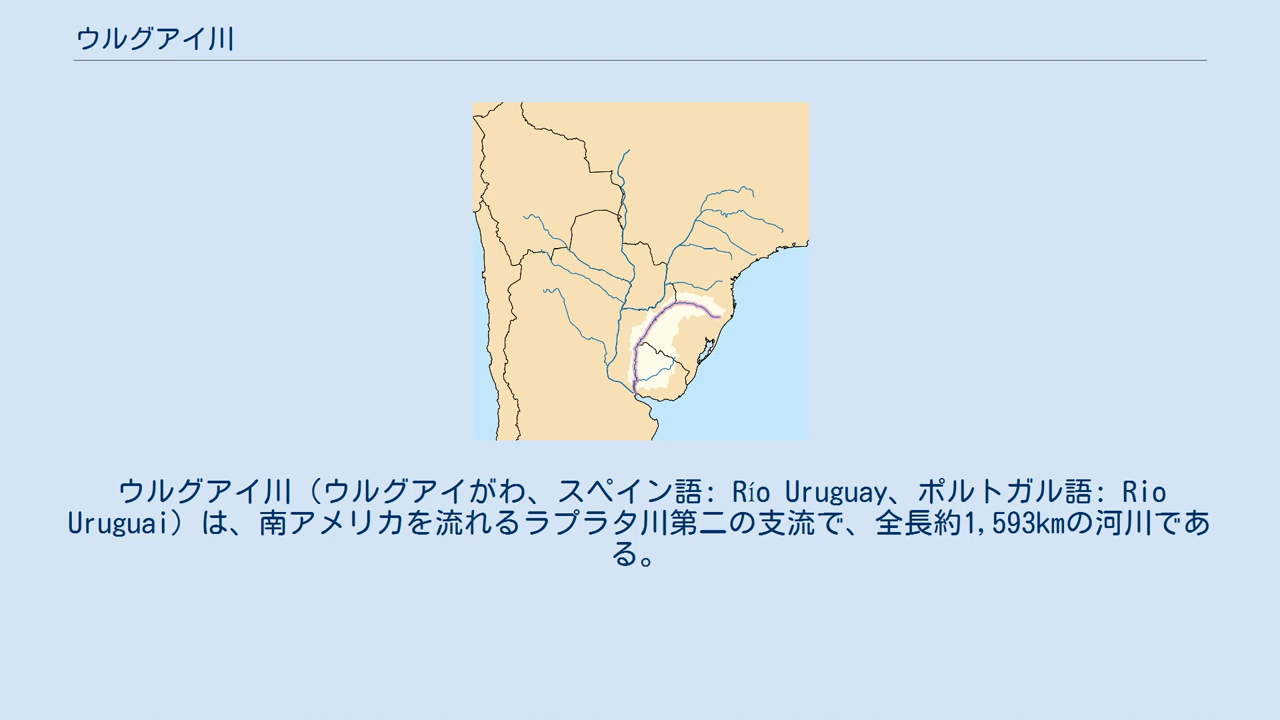 ウルグアイ川
ウルグアイ川（ウルグアイがわ、スペイン語: Río Uruguay、ポルトガル語: Rio
Uruguai）は、南アメリカを流れるラプラタ川第二の支流で、全長約1,593kmの河川であ
る。